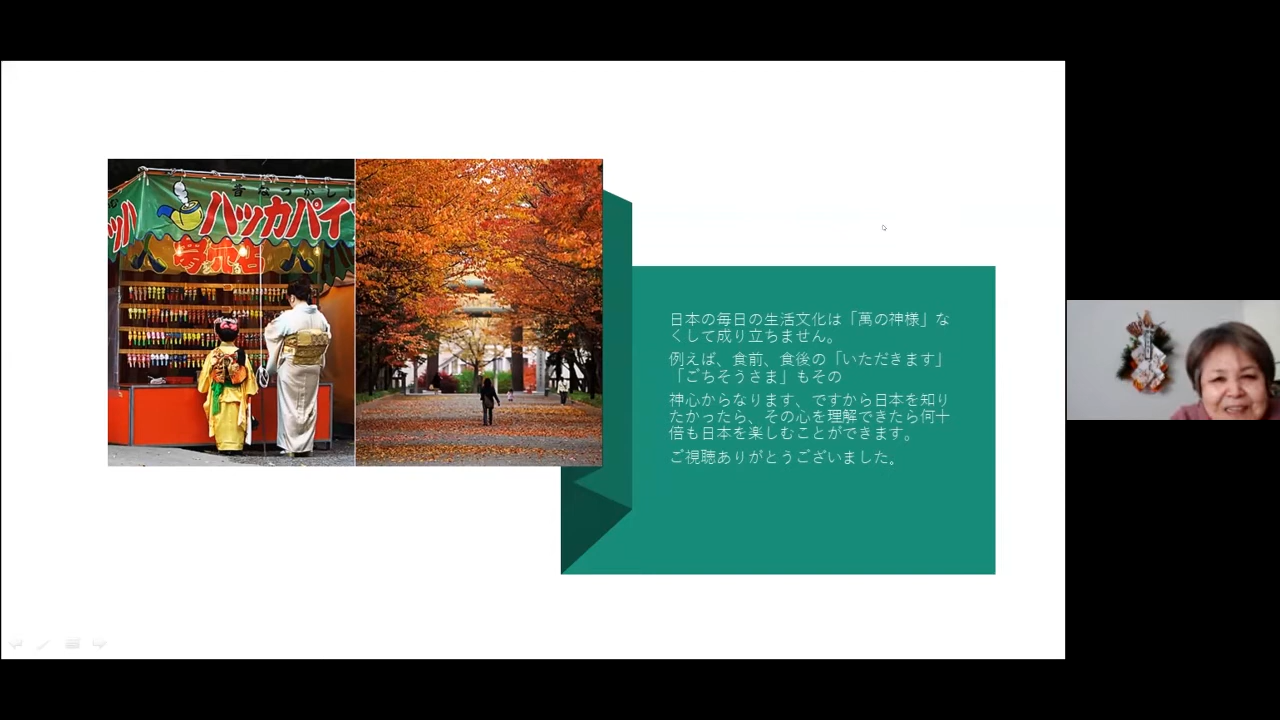 昔なつかし
ハッカパイ
日本の毎日の生活文化は「萬の神様」な
くして成り立ちません。
例えば、食前、食後の「いただきます」
「ごちそうさま」もその
神心からなります、ですから日本を知り
たかったら、その心を理解できたら何十
倍も日本を楽しむことができます。
ご視聴ありがとうございました。